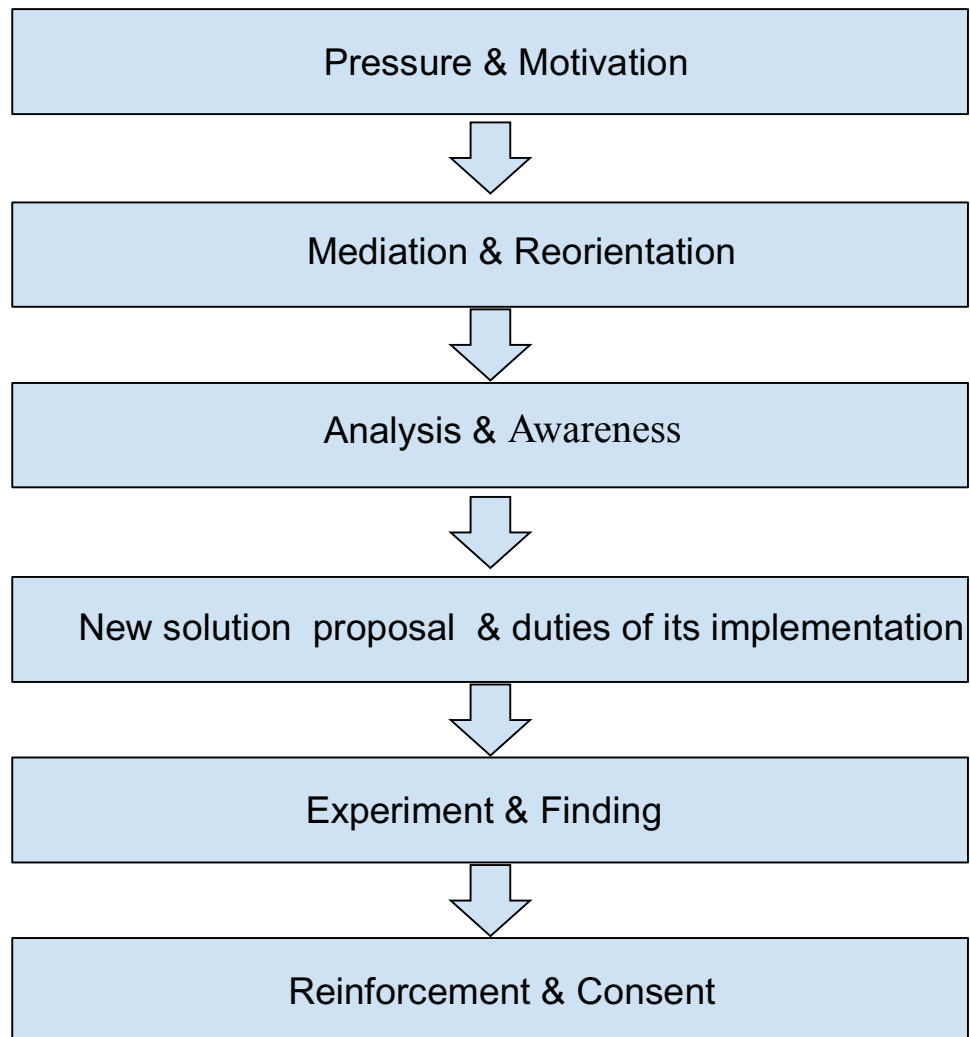 Pressure & Motivation
Mediation & Reorientation
Analysis & Awareness
New solution proposal & duties of its implementation
Experiment & Finding
Reinforcement & Consent